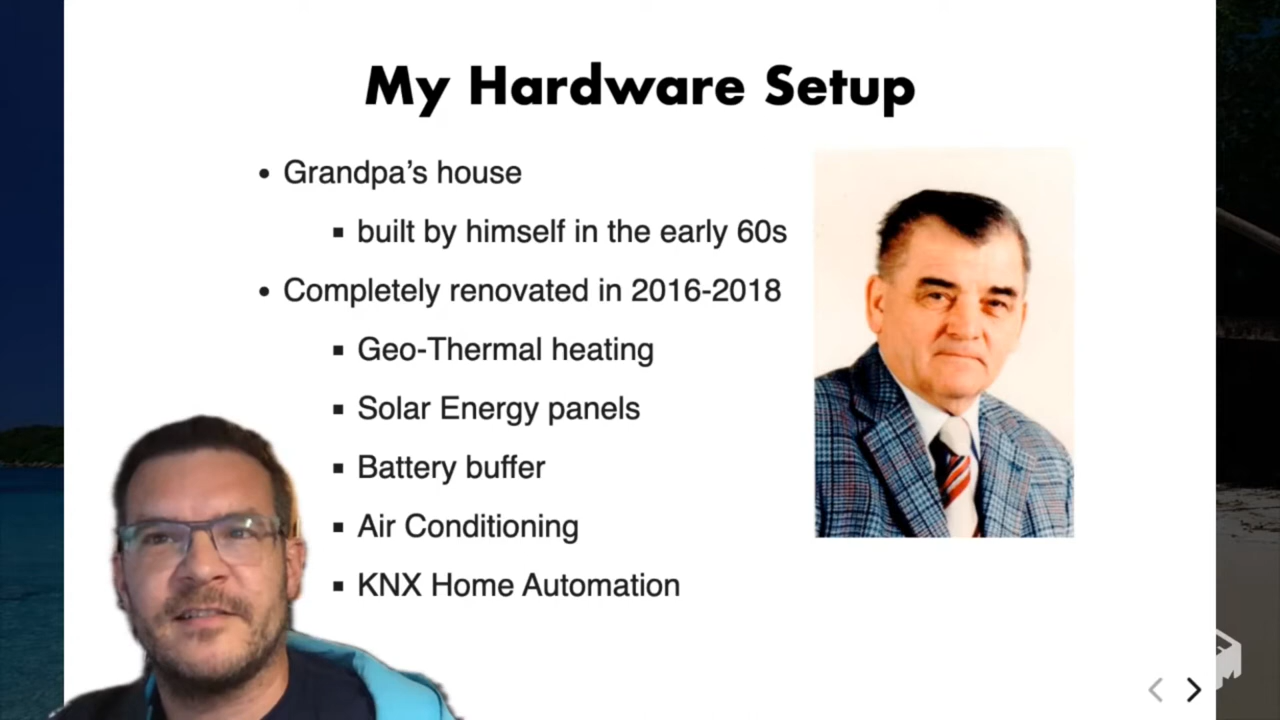 My Hardware Setup
Grandpa’s house
built by himself in the early 60s
Completely renovated in 2016-2018
Geo-Thermal heating
Solar Energy panels
Battery buffer
Air Conditioning
KNX Home Automation